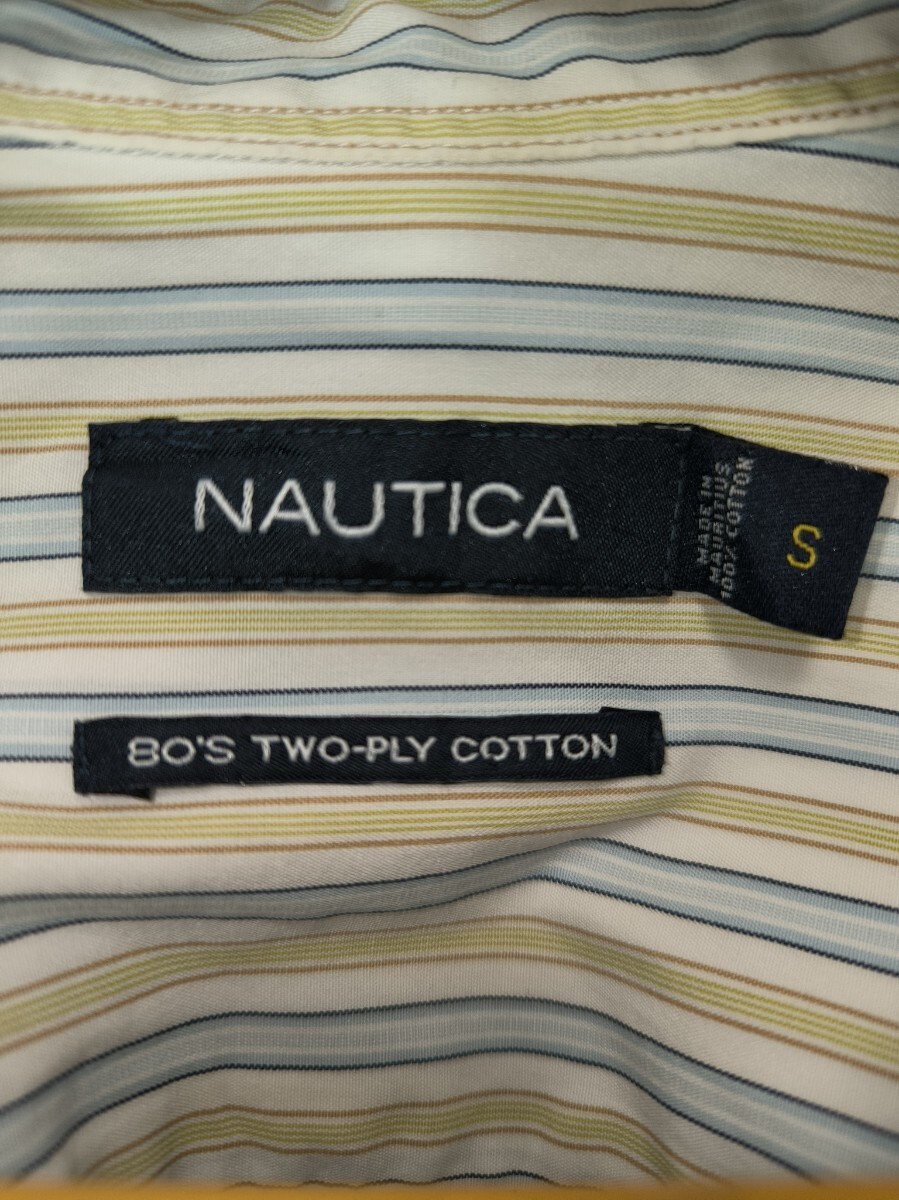 NAUTICA
MADE IN
MAURITIUS
100% COTTON
S
80'S TWO-PLY COTTON